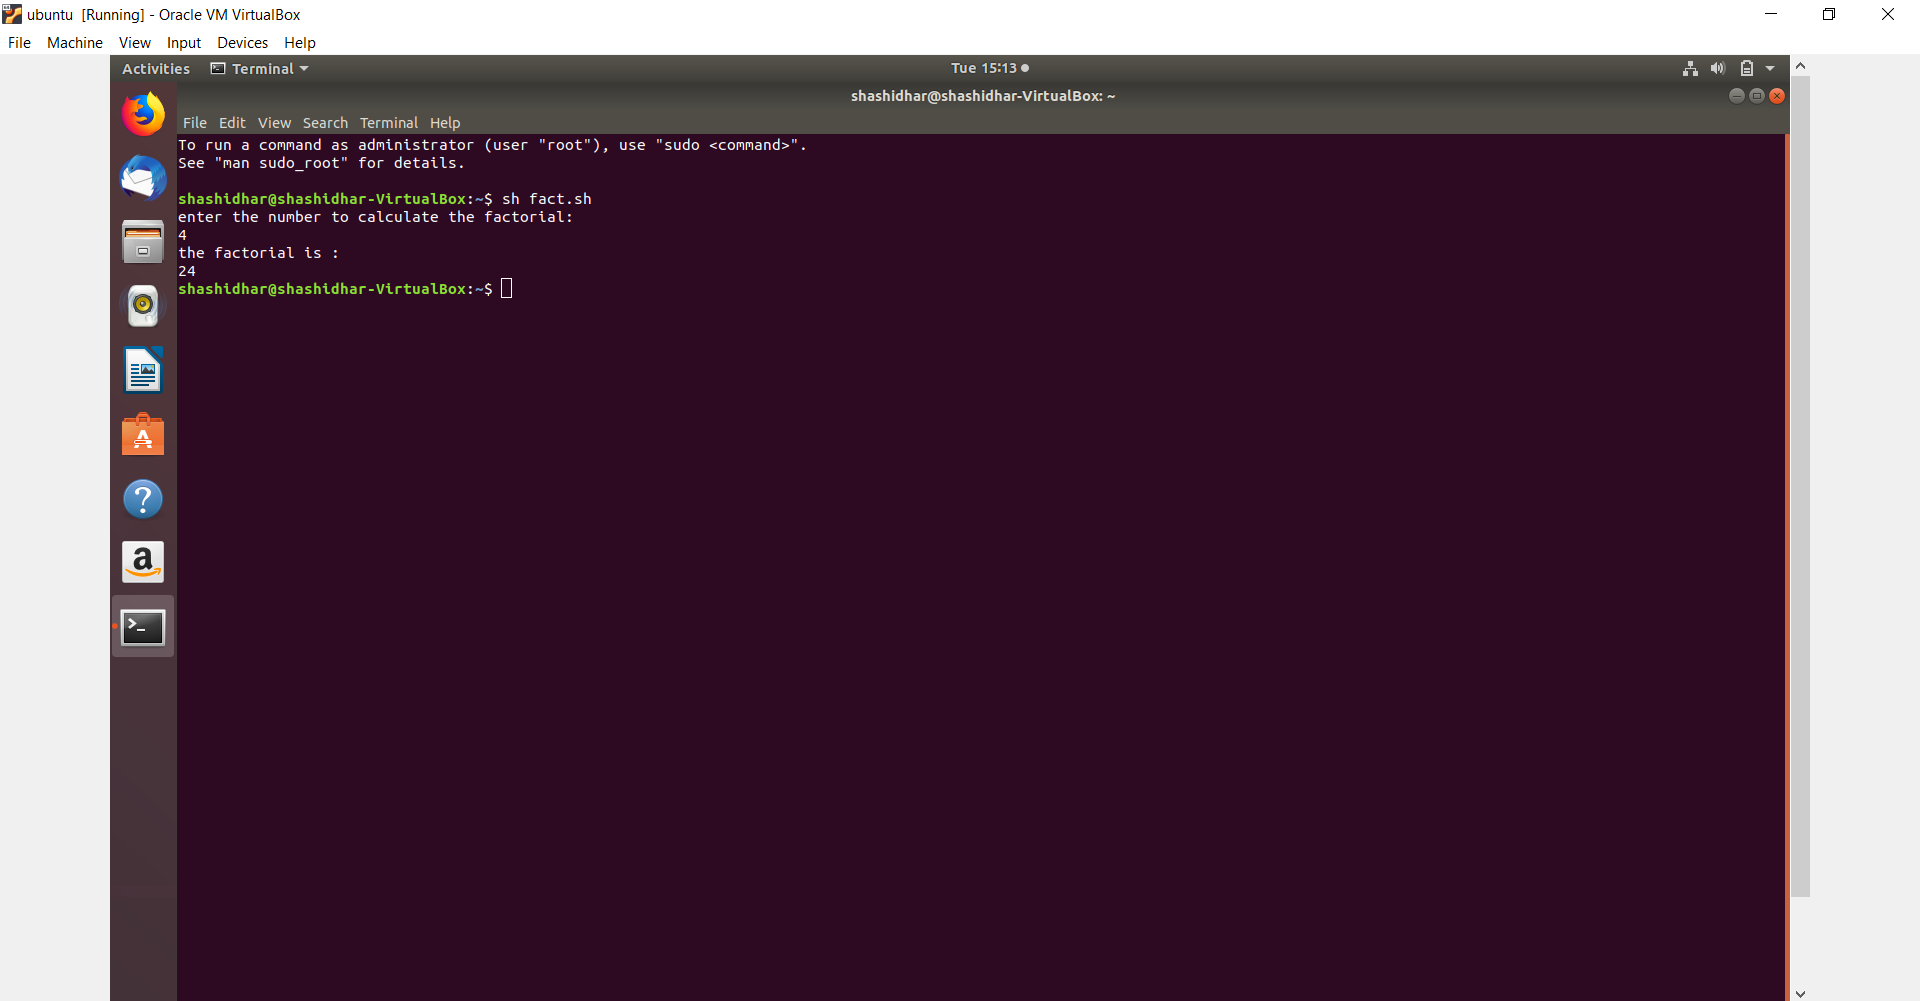 ubuntu [Running] - Oracle VM VirtualBox
File Machine View Input Devices Help
Activities Terminal Tue 15:13
shashidhar@shashidhar-VirtualBox: ~
File Edit View Search Terminal Help
To run a command as administrator (user "root"), use "sudo <command>".
See "man sudo_root" for details.
shashidhar@shashidhar-VirtualBox:~$ sh fact.sh
enter the number to calculate the factorial:
4
the factorial is :
24
shashidhar@shashidhar-VirtualBox:~$